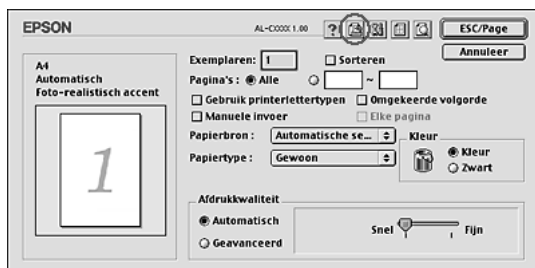 EPSON
AL-CXXXX 1.00
?
ESC/Page
Annuleer
A4
Automatisch
Foto-realistisch accent
1
Exemplaren: 1
Sorteren
Pagina's: Alle ~
Gebruik printerlettertypen
Omgekeerde volgorde
Manuele invoer
Elke pagina
Papierbron: Automatische se...
Papiertype: Gewoon
Kleur
Kleur
Zwart
Afdrukkwaliteit
Automatisch
Geavanceerd
Snel
Fijn